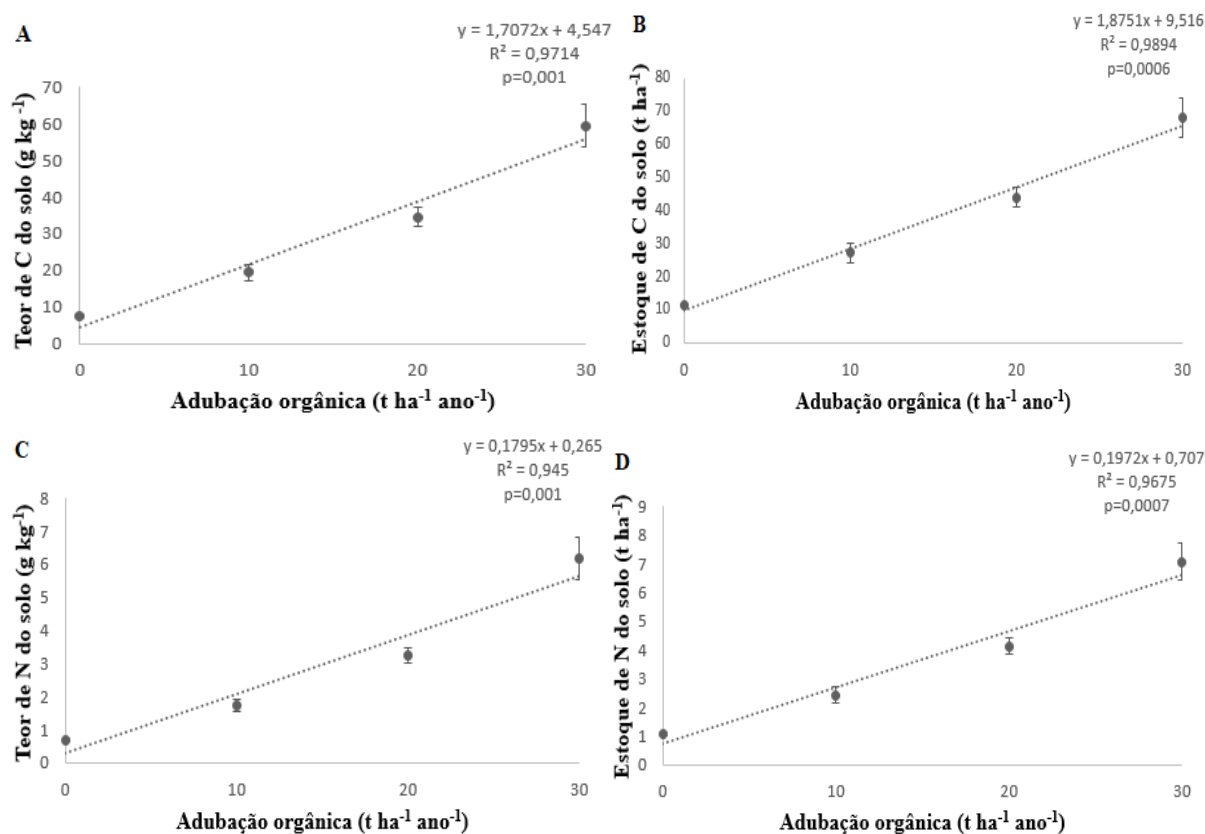 A
y = 1,7072x + 4,547
R² = 0,9714
p=0,001
Teor de C do solo (g kg ⁻¹)
70
60
50
40
30
20
10
0
0 10 20 30
Adubação orgânica (t ha⁻¹ ano⁻¹)
B
y = 1,8751x + 9,516
R² = 0,9894
p=0,0006
Estoque de C do solo (t ha⁻¹)
80
70
60
50
40
30
20
10
0
0 10 20 30
Adubação orgânica (t ha⁻¹ ano⁻¹)
C
y = 0,1795x + 0,265
R² = 0,945
p=0,001
Teor de N do solo (g kg⁻¹)
8
7
6
5
4
3
2
1
0
0 10 20 30
Adubação orgânica (t ha⁻¹ ano⁻¹)
D
y = 0,1972x + 0,707
R² = 0,9675
p=0,0007
Estoque de N do solo (t ha⁻¹)
9
8
7
6
5
4
3
2
1
0
0 10 20 30
Adubação orgânica (t ha⁻¹ ano⁻¹)